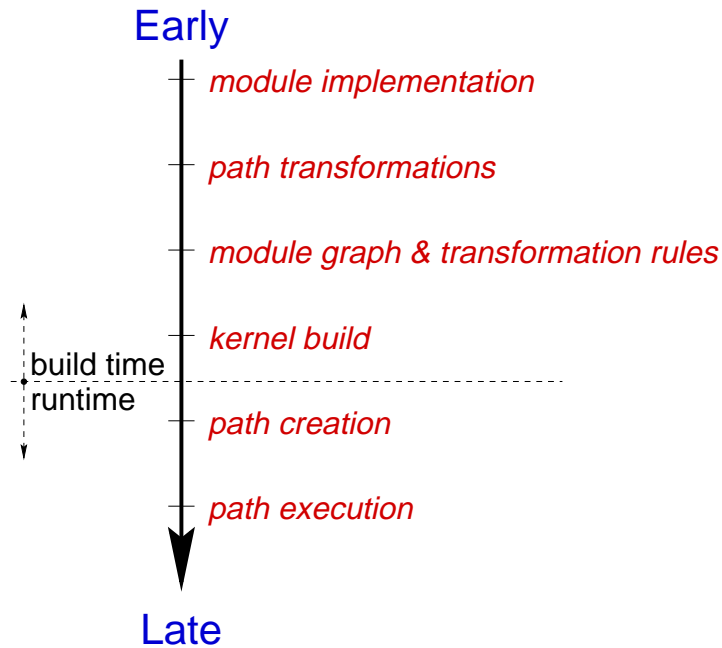 Early
module implementation
path transformations
module graph & transformation rules
kernel build
build time
runtime
path creation
path execution
Late